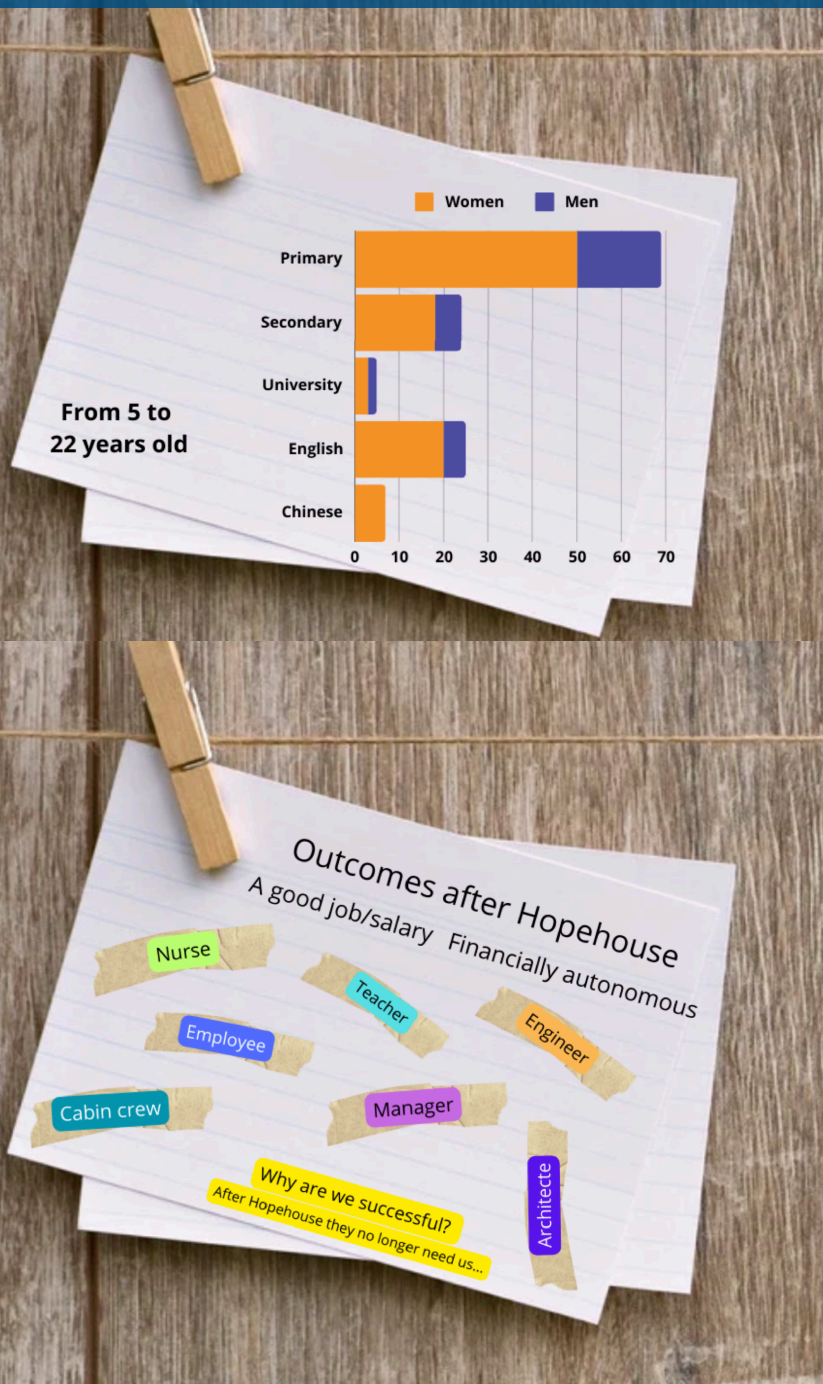 Women Men
Primary
Secondary
University
English
Chinese
0 10 20 30 40 50 60 70
From 5 to
22 years old
Outcomes after Hopehouse
A good job/salary Financially autonomous
Nurse
Teacher
Engineer
Employee
Cabin crew
Manager
Architecte
Why are we successful?
After Hopehouse they no longer need us...